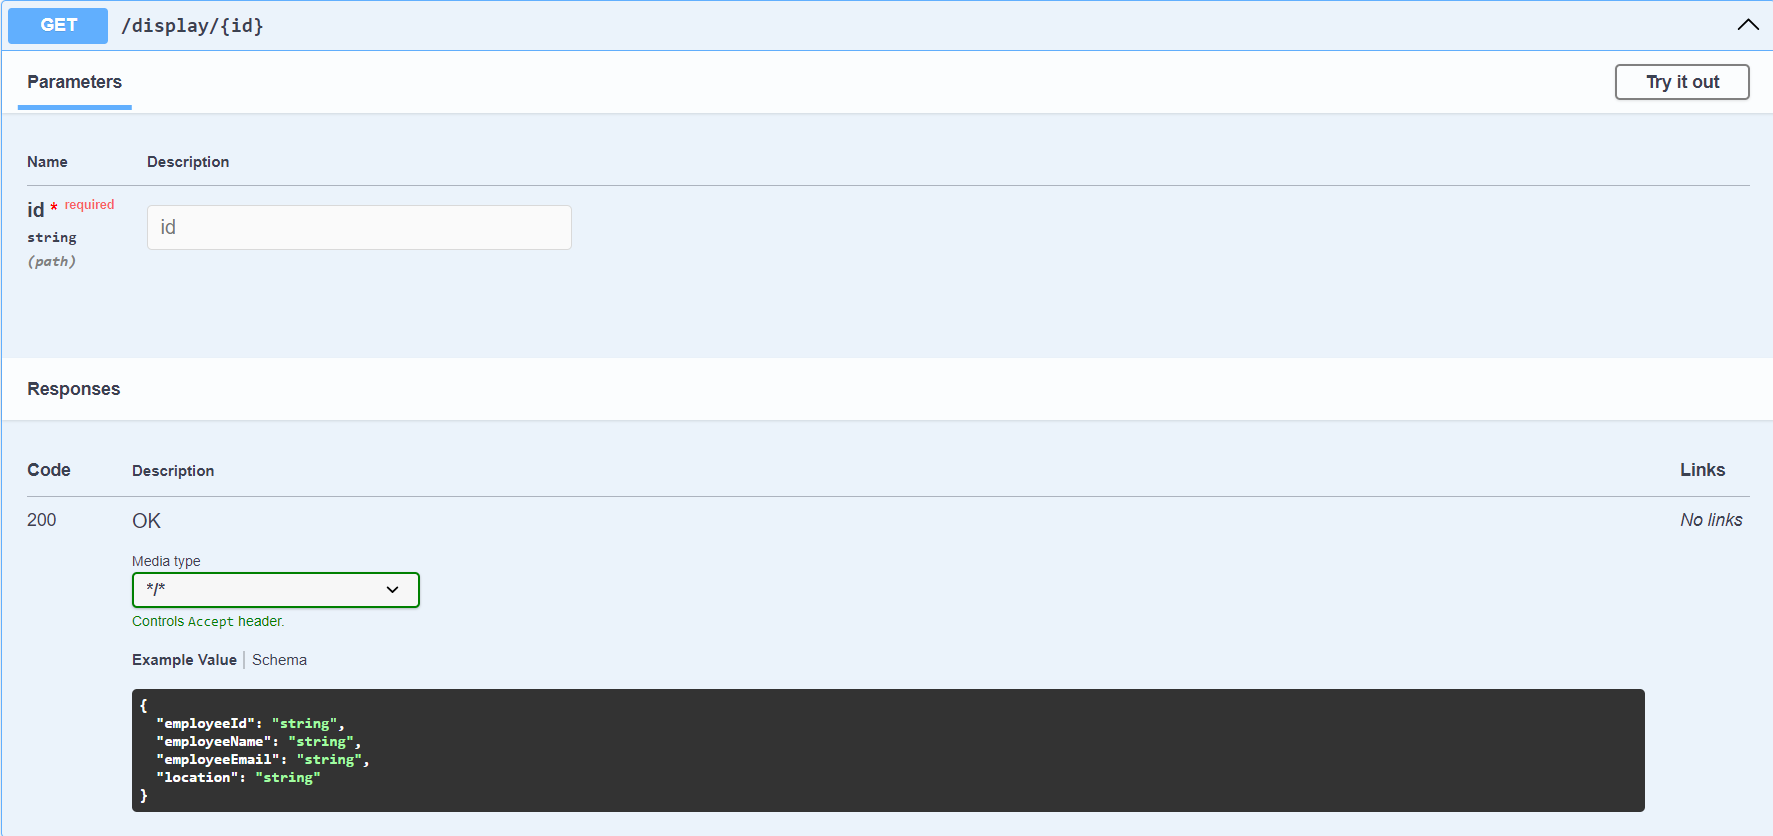 GET /display/{id}
Parameters
Try it out
Name Description
id * required
string
(path)
id
Responses
Code Description Links
200 OK No links
Media type
*/*
Controls Accept header.
Example Value | Schema
{
  "employeeId": "string",
  "employeeName": "string",
  "employeeEmail": "string",
  "location": "string"
}